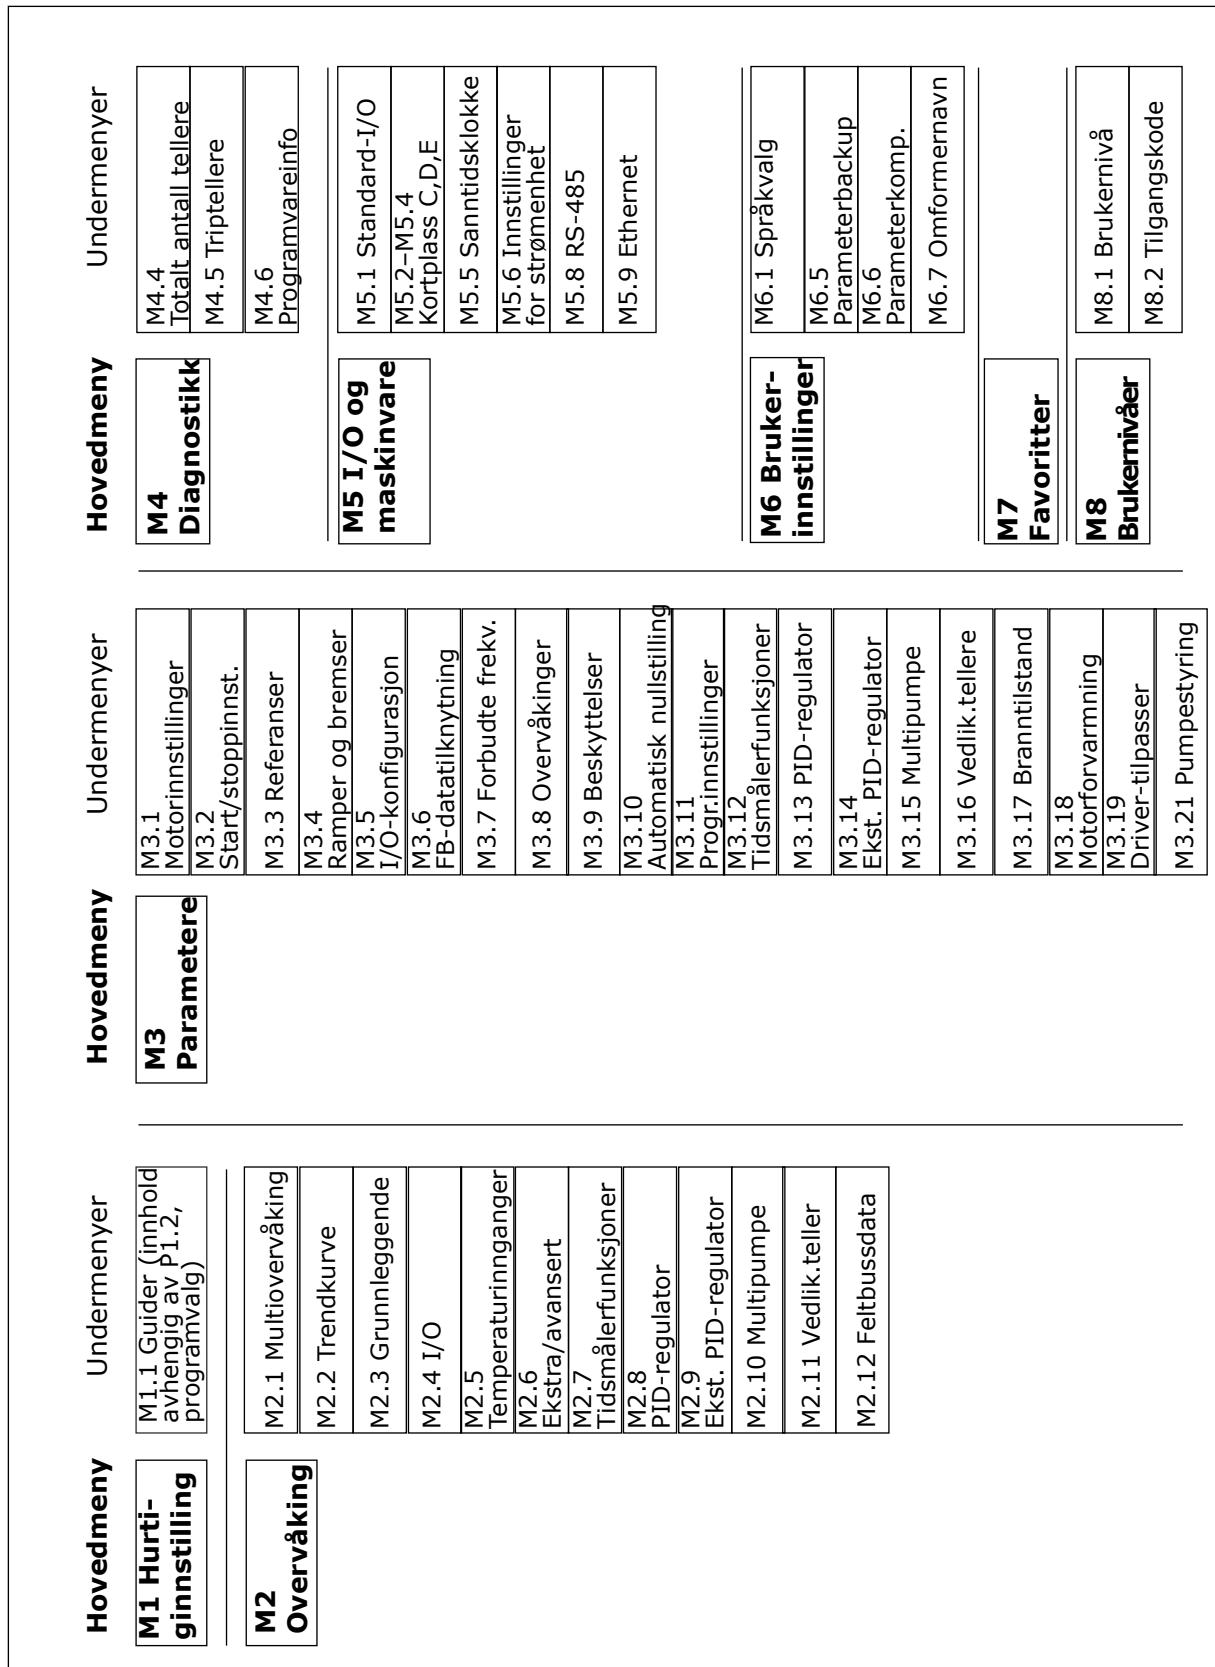 Hovedmeny
Undermenyer
M1 Hurti-
ginnstilling
M1.1 Guider (innhold
avhengig av P1.2,
programvalg)
M2
Overvåking
M2.1 Multiovervåking
M2.2 Trendkurve
M2.3 Grunnleggende
M2.4 I/O
M2.5
Temperaturinnganger
M2.6
Ekstra/avansert
M2.7
Tidsmålerfunksjoner
M2.8
PID-regulator
M2.9
Ekst. PID-regulator
M2.10 Multipumpe
M2.11 Vedlik.teller
M2.12 Feltbussdata
Hovedmeny
Undermenyer
M3
Parametere
M3.1
Motorinnstillinger
M3.2
Start/stoppinnst.
M3.3 Referanser
M3.4
Ramper og bremser
M3.5
I/O-konfigurasjon
M3.6
FB-datatilknytning
M3.7 Forbudte frekv.
M3.8 Overvåkinger
M3.9 Beskyttelser
M3.10
Automatisk nullstilling
M3.11
Progr.innstillinger
M3.12
Tidsmålerfunksjoner
M3.13 PID-regulator
M3.14
Ekst. PID-regulator
M3.15 Multipumpe
M3.16 Vedlik.tellere
M3.17 Branntilstand
M3.18
Motorforvarmning
M3.19
Driver-tilpasser
M3.21 Pumpestyring
Hovedmeny
Undermenyer
M4
Diagnostikk
M4.4
Totalt antall tellere
M4.5 Triptellere
M4.6
Programvareinfo
M5 I/O og
maskinvare
M5.1 Standard-I/O
M5.2–M5.4
Kortplass C,D,E
M5.5 Sanntidsklokke
M5.6 Innstillinger
for strømenhet
M5.8 RS-485
M5.9 Ethernet
M6 Bruker-
innstillinger
M6.1 Språkvalg
M6.5
Parameterbackup
M6.6
Parameterkomp.
M6.7 Omformernavn
M7
Favoritter
M8
Brukernivåer
M8.1 Brukernivå
M8.2 Tilgangskode